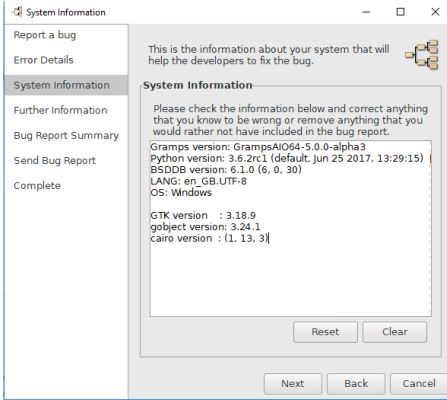 System Information
Report a bug
Error Details
System Information
Further Information
Bug Report Summary
Send Bug Report
Complete
This is the information about your system that will
help the developers to fix the bug.
System Information
Please check the information below and correct anything
that you know to be wrong or remove anything that you
would rather not have included in the bug report.
Gramps version: GrampsAIO64-5.0.0-alpha3
Python version: 3.6.2rc1 (default, Jun 25 2017, 13:29:15)
BSDDB version: 6.1.0 (6, 0, 30)
LANG: en_GB.UTF-8
OS: Windows
GTK version    : 3.18.9
gobject version: 3.24.1
cairo version  : (1, 13, 3)
Reset
Clear
Next
Back
Cancel